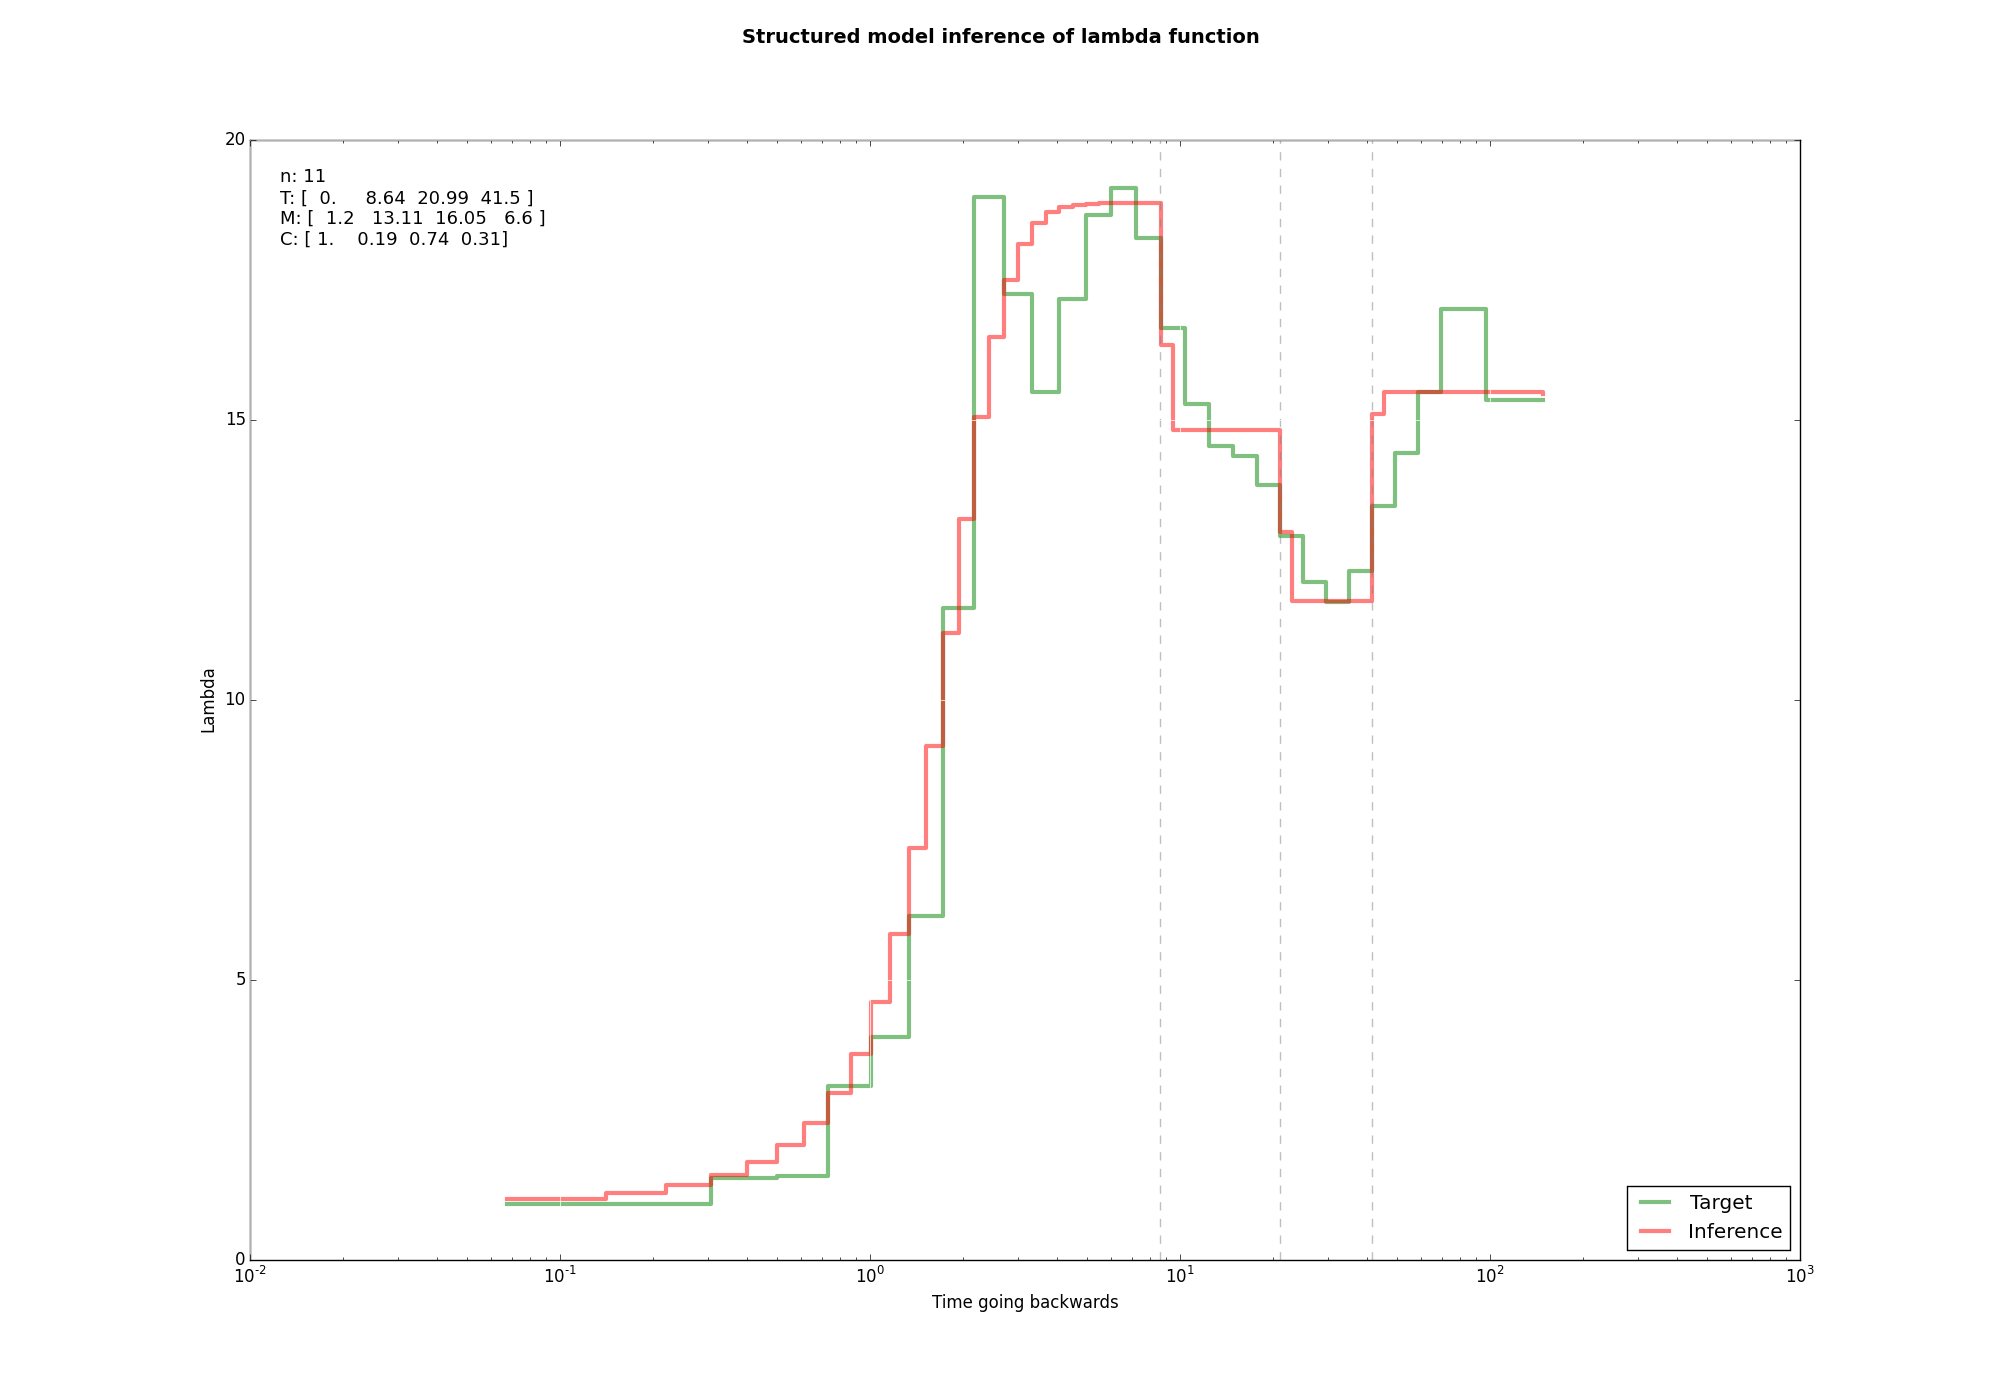 Structured model inference of lambda function
n: 11
T: [  0.     8.64  20.99  41.5 ]
M: [  1.2   13.11  16.05   6.6 ]
C: [ 1.    0.19  0.74  0.31]
20
15
10
5
0
Lambda
10^-2 10^-1 10^0 10^1 10^2 10^3
Time going backwards
Target
Inference